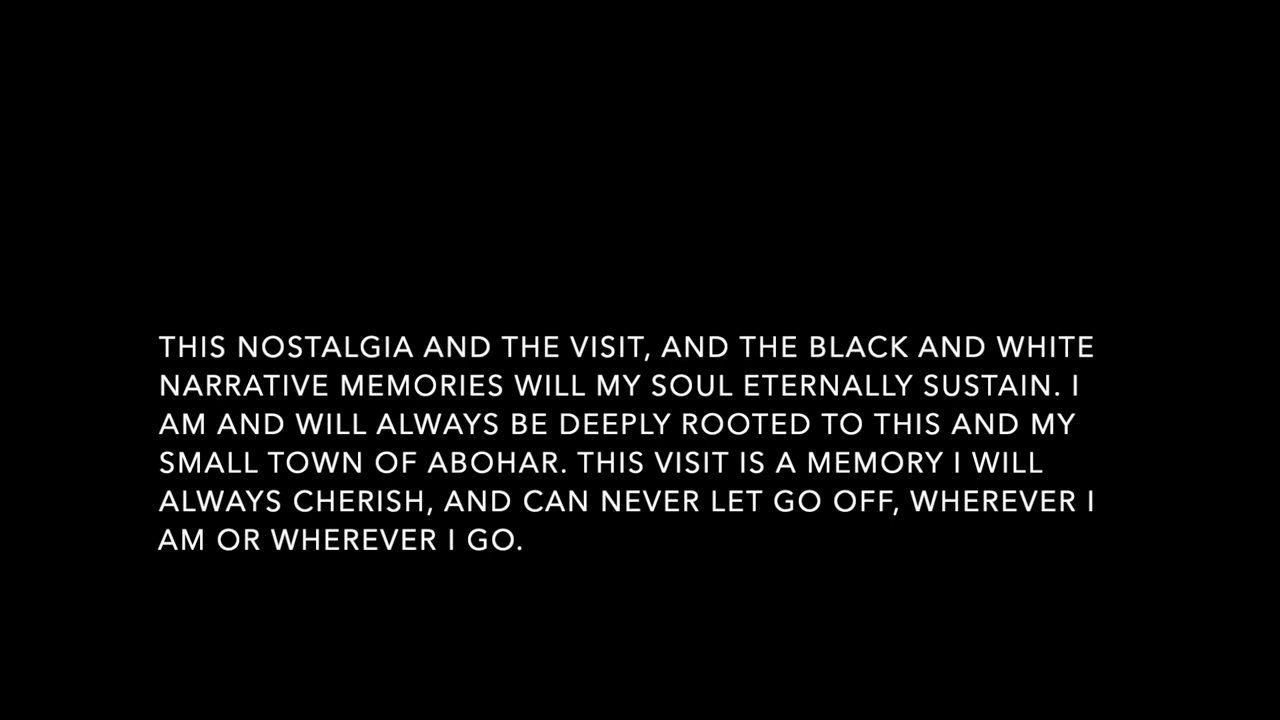 THIS NOSTALGIA AND THE VISIT, AND THE BLACK AND WHITE
NARRATIVE MEMORIES WILL MY SOUL ETERNALLY SUSTAIN. I
AM AND WILL ALWAYS BE DEEPLY ROOTED TO THIS AND MY
SMALL TOWN OF ABOHAR. THIS VISIT IS A MEMORY I WILL
ALWAYS CHERISH, AND CAN NEVER LET GO OFF, WHEREVER I
AM OR WHEREVER I GO.